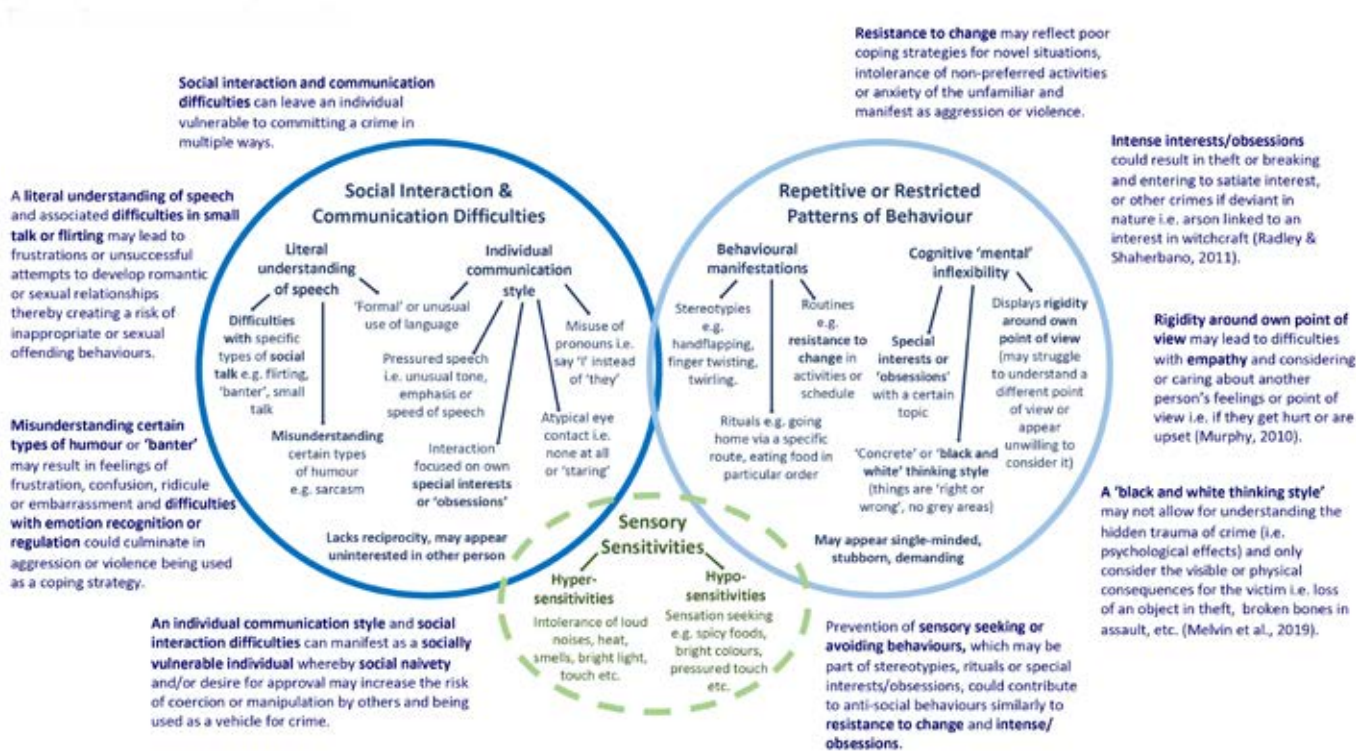 Resistance to change may reflect poor
coping strategies for novel situations,
intolerance of non-preferred activities
or anxiety of the unfamiliar and
manifest as aggression or violence.
Social interaction and communication
difficulties can leave an individual
vulnerable to committing a crime in
multiple ways.
Intense interests/obsessions
could result in theft or breaking
and entering to satiate interest,
or other crimes if deviant in
nature i.e. arson linked to an
interest in witchcraft (Radley &
Shaherbano, 2011).
A literal understanding of speech
and associated difficulties in small
talk or flirting may lead to
frustrations or unsuccessful
attempts to develop romantic
or sexual relationships
thereby creating a risk of
inappropriate or sexual
offending behaviours.
Social Interaction &
Communication Difficulties
Literal
understanding
of speech
Individual
communication
style
'Formal' or unusual
use of language
Difficulties
with specific
types of social
talk e.g. flirting,
'banter', small
talk
Pressured speech
i.e. unusual tone,
emphasis or
speed of speech
Misuse of
pronouns i.e.
say 'I' instead
of 'they'
Misunderstanding
certain types
of humour
e.g. sarcasm
Interaction
focused on own
special interests
or 'obsessions'
Atypical eye
contact i.e.
none at all
or 'staring'
Lacks reciprocity, may appear
uninterested in other person
Repetitive or Restricted
Patterns of Behaviour
Behavioural
manifestations
Cognitive 'mental'
inflexibility
Stereotypies
e.g.
handflapping,
finger twisting,
twirling.
Routines
e.g.
resistance to
change in
activities or
schedule
Special
interests or
'obsessions'
with a certain
topic
Displays rigidity
around own
point of view
(may struggle
to understand a
different point
of view or
appear
unwilling to
consider it)
Rituals e.g. going
home via a specific
route, eating food in
particular order
'Concrete' or 'black and
white' thinking style
(things are 'right or
wrong', no grey areas)
May appear single-minded,
stubborn, demanding
Rigidity around own point of
view may lead to difficulties
with empathy and considering
or caring about another
person's feelings or point of
view i.e. if they get hurt or are
upset (Murphy, 2010).
Misunderstanding certain
types of humour or 'banter'
may result in feelings of
frustration, confusion, ridicule
or embarrassment and difficulties
with emotion recognition or
regulation could culminate in
aggression or violence being used
as a coping strategy.
Sensory
Sensitivities
Hyper-
sensitivities
Intolerance of loud
noises, heat,
smells, bright light,
touch etc.
Hypo-
sensitivities
Sensation seeking
e.g. spicy foods,
bright colours,
pressured touch
etc.
A 'black and white thinking style'
may not allow for understanding the
hidden trauma of crime (i.e.
psychological effects) and only
consider the visible or physical
consequences for the victim i.e. loss
of an object in theft, broken bones in
assault, etc. (Melvin et al., 2019).
An individual communication style and social
interaction difficulties can manifest as a socially
vulnerable individual whereby social naivety
and/or desire for approval may increase the risk
of coercion or manipulation by others and being
used as a vehicle for crime.
Prevention of sensory seeking or
avoiding behaviours, which may be
part of stereotypies, rituals or special
interests/obsessions, could contribute
to anti-social behaviours similarly to
resistance to change and intense/
obsessions.